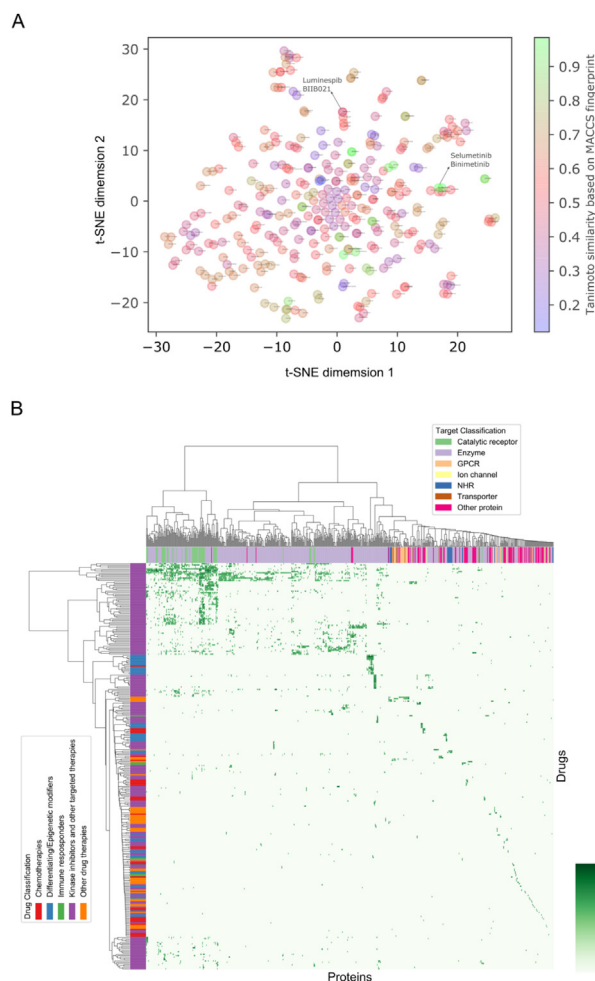 A
30
20
10
0
−10
−20
−30
−20
−10
0
10
20
t-SNE dimemsion 2
t-SNE dimemsion 1
Luminespib
BIIB021
Selumetinib
Binimetinib
0.9
0.8
0.7
0.6
0.5
0.4
0.3
0.2
Tanimoto similarity based on MACCS fingerprint
B
Target Classification
Catalytic receptor
Enzyme
GPCR
Ion channel
NHR
Transporter
Other protein
Drug Classification
Chemotherapies
Differentiating/Epigenetic modifiers
Immune resporders
Kinase inhibitors and other targeted therapies
Other drug therapies
Drugs
Proteins